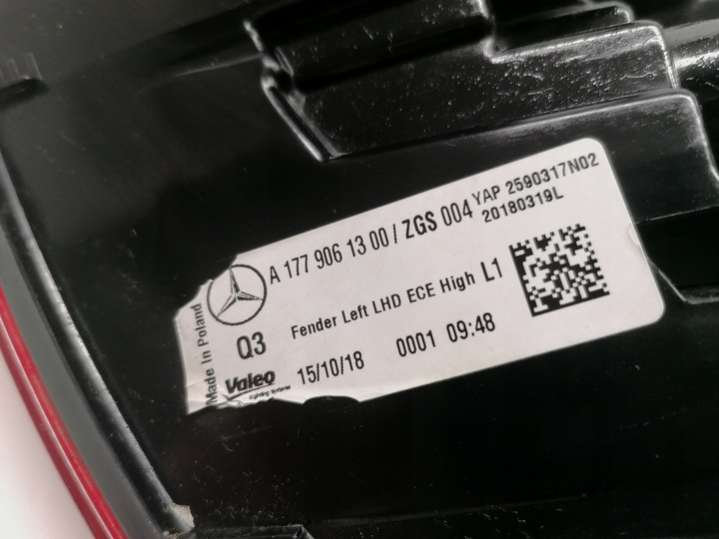 A 177 906 13 00 / ZGS 004 YAP 2590317N02
20180319L
Made In Poland
Q3
Fender Left LHD ECE High L1
Valeo
15/10/18 0001 09:48